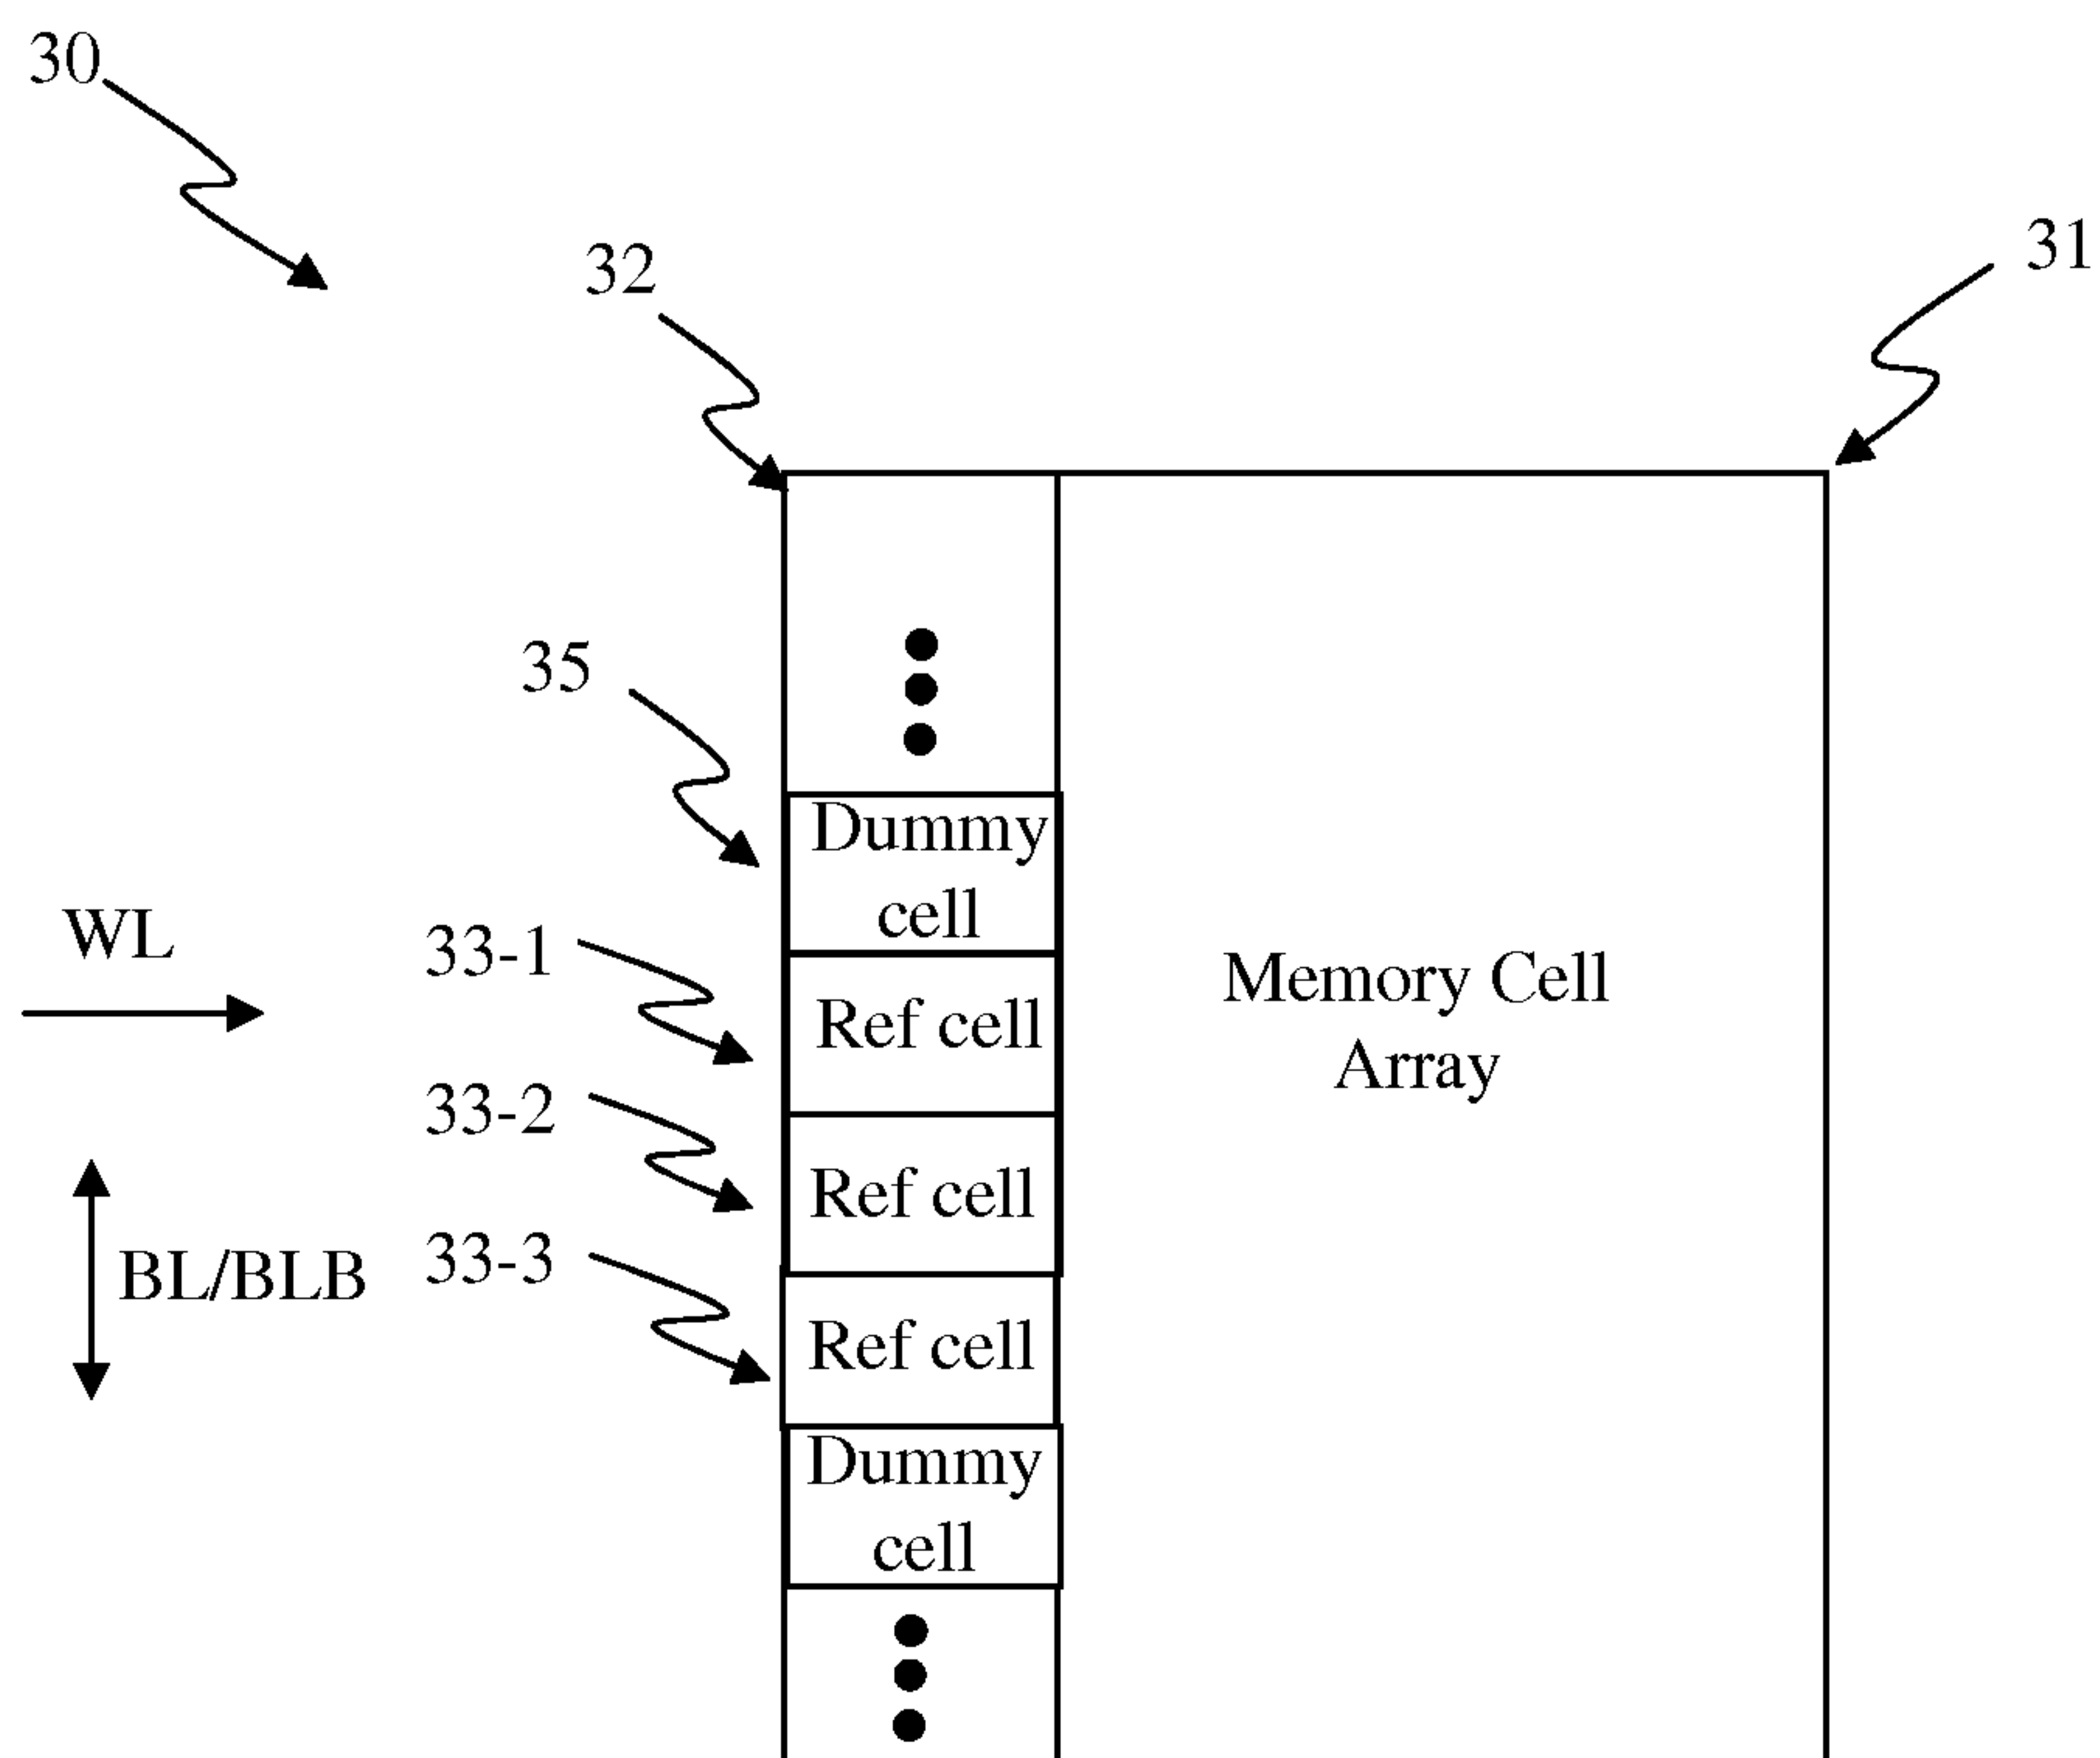 30
32
31
35
Dummy
cell
WL
33-1
Ref cell
Memory Cell
Array
33-2
Ref cell
BL/BLB
33-3
Ref cell
Dummy
cell